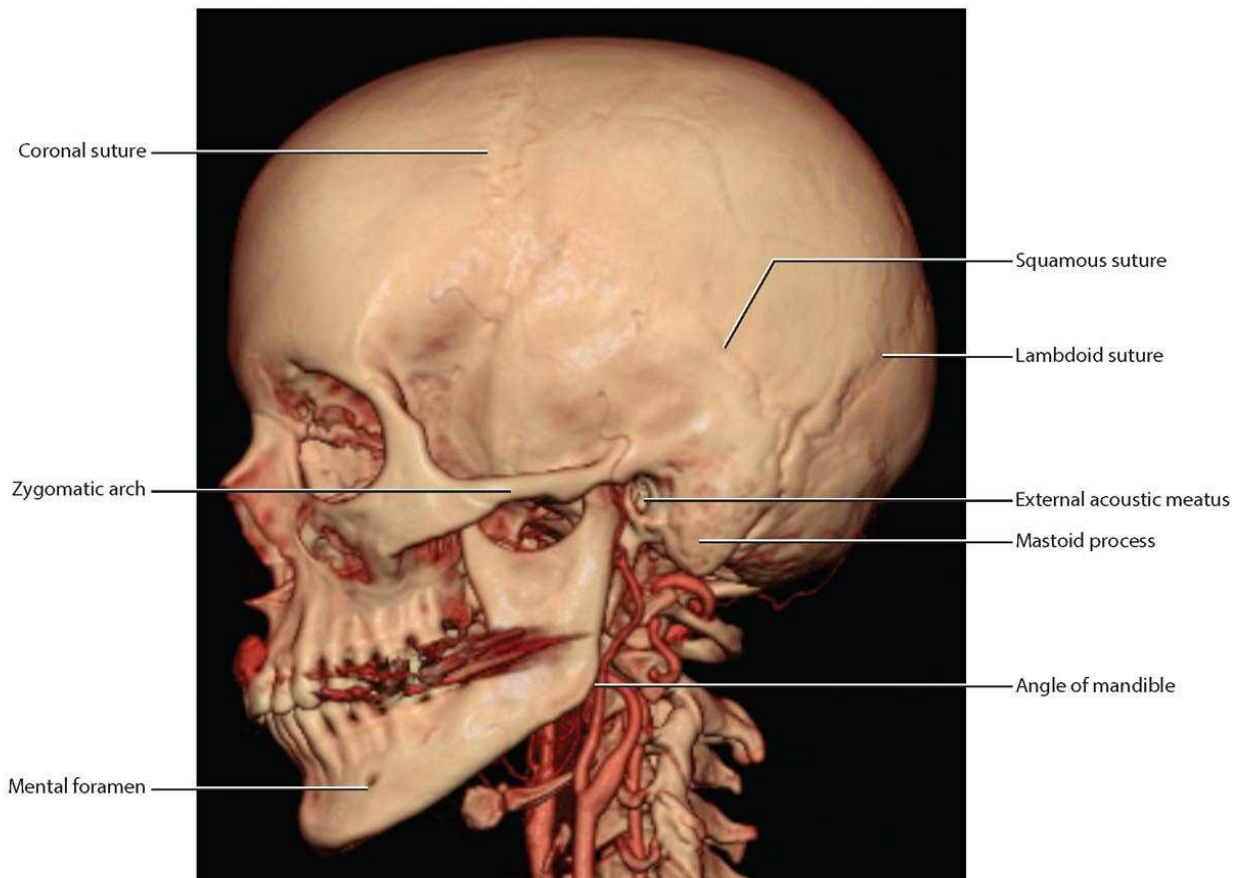 Coronal suture
Squamous suture
Lambdoid suture
Zygomatic arch
External acoustic meatus
Mastoid process
Angle of mandible
Mental foramen